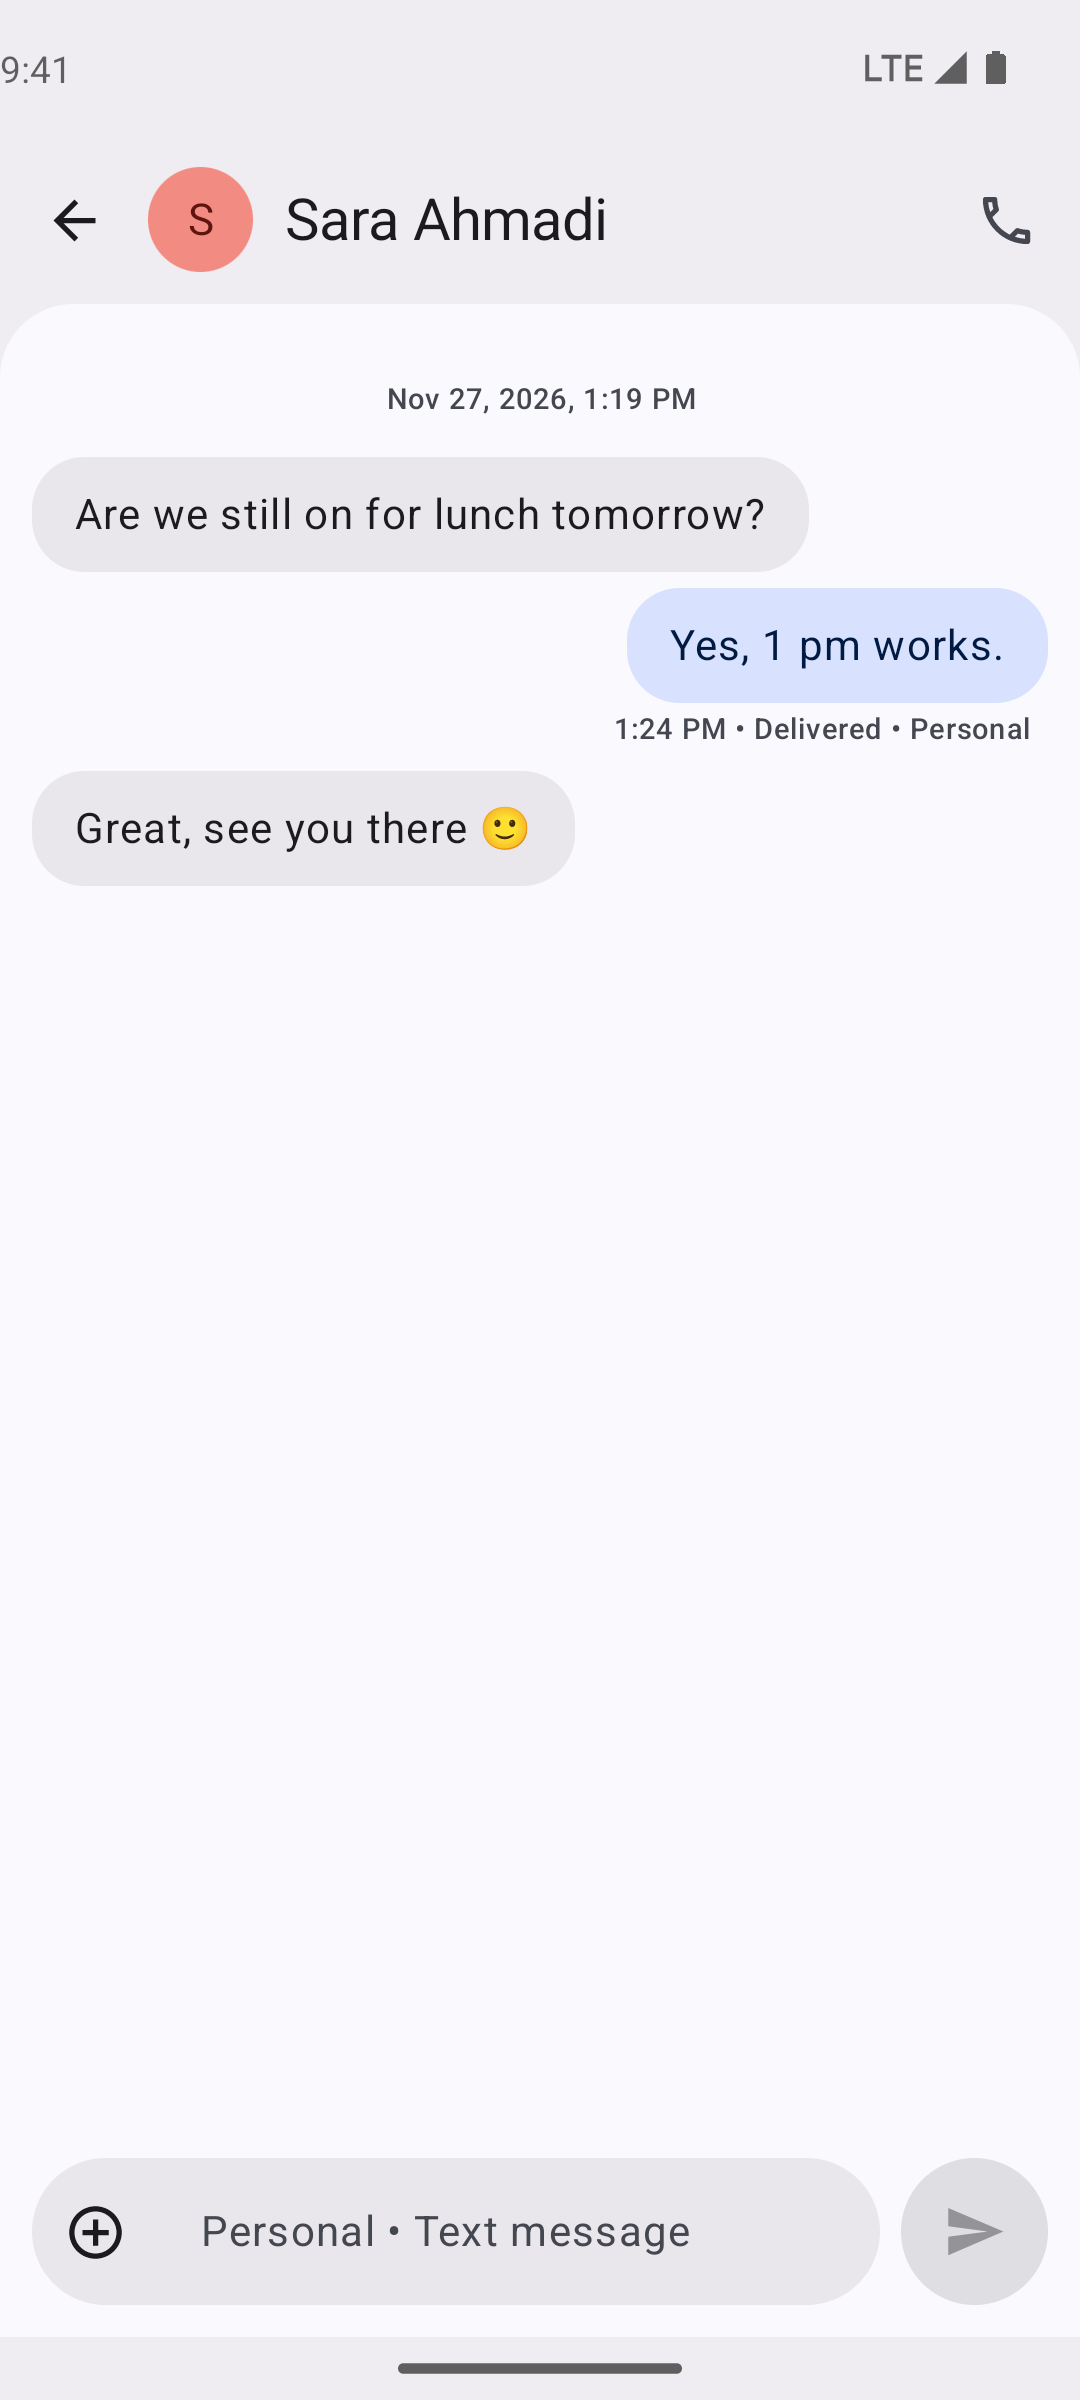 9:41 LTE
S Sara Ahmadi
Nov 27, 2026, 1:19 PM
Are we still on for lunch tomorrow?
Yes, 1 pm works.
1:24 PM • Delivered • Personal
Great, see you there 🙂
Personal • Text message